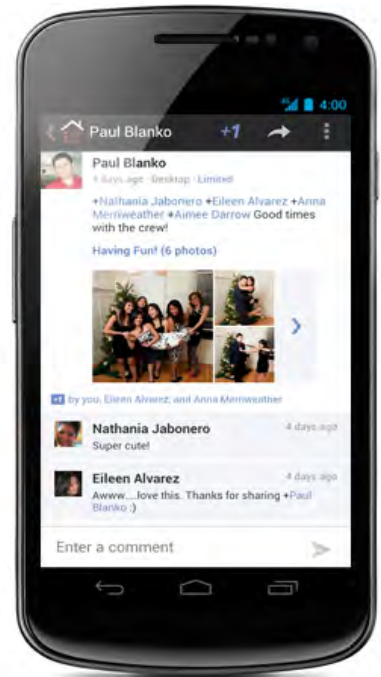 4G 4:00
Paul Blanko +1
Paul Blanko
4 days ago · Desktop · Limited
+Nathania Jabonero +Eileen Alvarez +Anna
Merriweather +Aimee Darrow Good times
with the crew!
Having Fun! (6 photos)
+1 by you, Eileen Alvarez, and Anna Merriweather
Nathania Jabonero 4 days ago
Super cute!
Eileen Alvarez 4 days ago
Awww....love this. Thanks for sharing +Paul
Blanko :)
Enter a comment